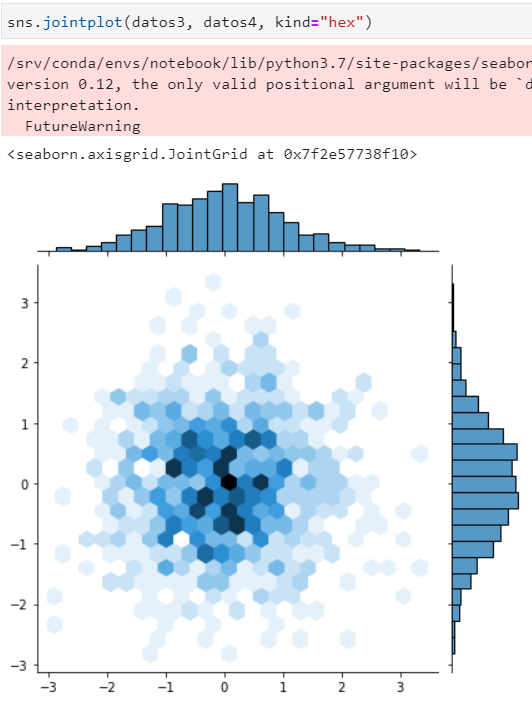 sns.jointplot(datos3, datos4, kind="hex")
/srv/conda/envs/notebook/lib/python3.7/site-packages/seabor
version 0.12, the only valid positional argument will be `d
interpretation.
FutureWarning
<seaborn.axisgrid.JointGrid at 0x7f2e57738f10>
3
2
1
0
−1
−2
−3
−3 −2 −1 0 1 2 3